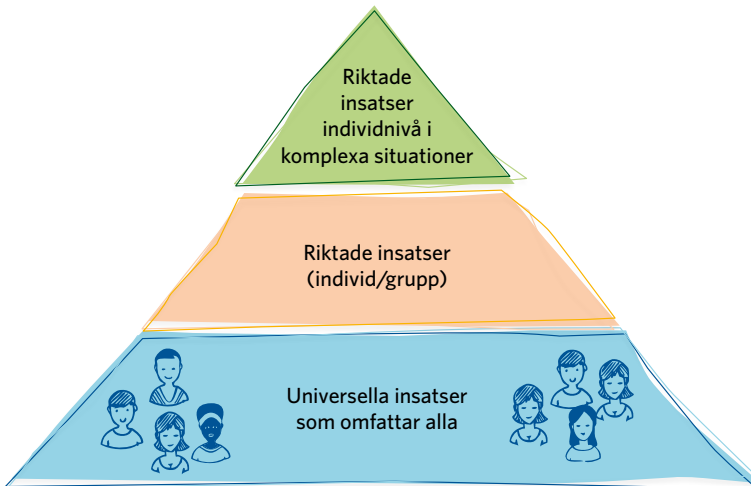 Riktade
insatser
individnivå i
komplexa situationer
Riktade insatser
(individ/grupp)
Universella insatser
som omfattar alla